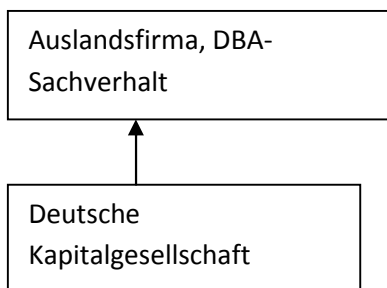 Auslandsfirma, DBA-
Sachverhalt
Deutsche
Kapitalgesellschaft